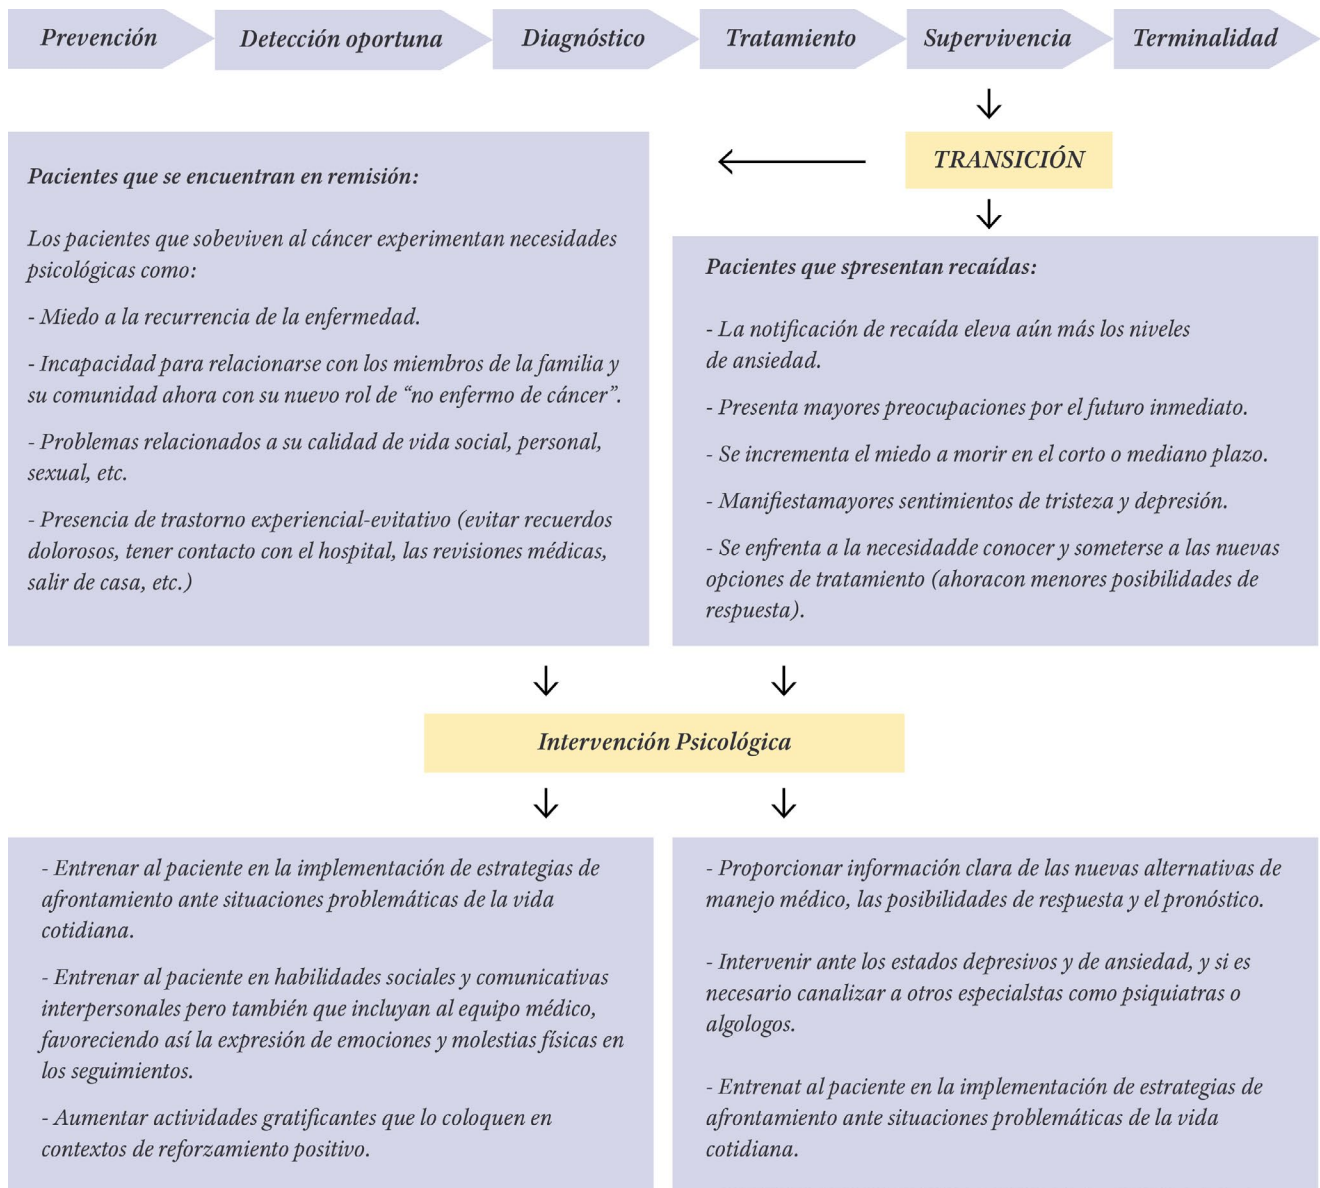 Prevención
Detección oportuna
Diagnóstico
Tratamiento
Supervivencia
Terminalidad
TRANSICIÓN
Pacientes que se encuentran en remisión:
Los pacientes que sobeviven al cáncer experimentan necesidades
psicológicas como:
- Miedo a la recurrencia de la enfermedad.
- Incapacidad para relacionarse con los miembros de la familia y
su comunidad ahora con su nuevo rol de “no enfermo de cáncer”.
- Problemas relacionados a su calidad de vida social, personal,
sexual, etc.
- Presencia de trastorno experiencial-evitativo (evitar recuerdos
dolorosos, tener contacto con el hospital, las revisiones médicas,
salir de casa, etc.)
Pacientes que spresentan recaídas:
- La notificación de recaída eleva aún más los niveles
de ansiedad.
- Presenta mayores preocupaciones por el futuro inmediato.
- Se incrementa el miedo a morir en el corto o mediano plazo.
- Manifiestamayores sentimientos de tristeza y depresión.
- Se enfrenta a la necesidadde conocer y someterse a las nuevas
opciones de tratamiento (ahoracon menores posibilidades de
respuesta).
Intervención Psicológica
- Entrenar al paciente en la implementación de estrategias de
afrontamiento ante situaciones problemáticas de la vida
cotidiana.
- Entrenar al paciente en habilidades sociales y comunicativas
interpersonales pero también que incluyan al equipo médico,
favoreciendo así la expresión de emociones y molestias físicas en
los seguimientos.
- Aumentar actividades gratificantes que lo coloquen en
contextos de reforzamiento positivo.
- Proporcionar información clara de las nuevas alternativas de
manejo médico, las posibilidades de respuesta y el pronóstico.
- Intervenir ante los estados depresivos y de ansiedad, y si es
necesario canalizar a otros especialstas como psiquiatras o
algologos.
- Entrenat al paciente en la implementación de estrategias de
afrontamiento ante situaciones problemáticas de la vida
cotidiana.